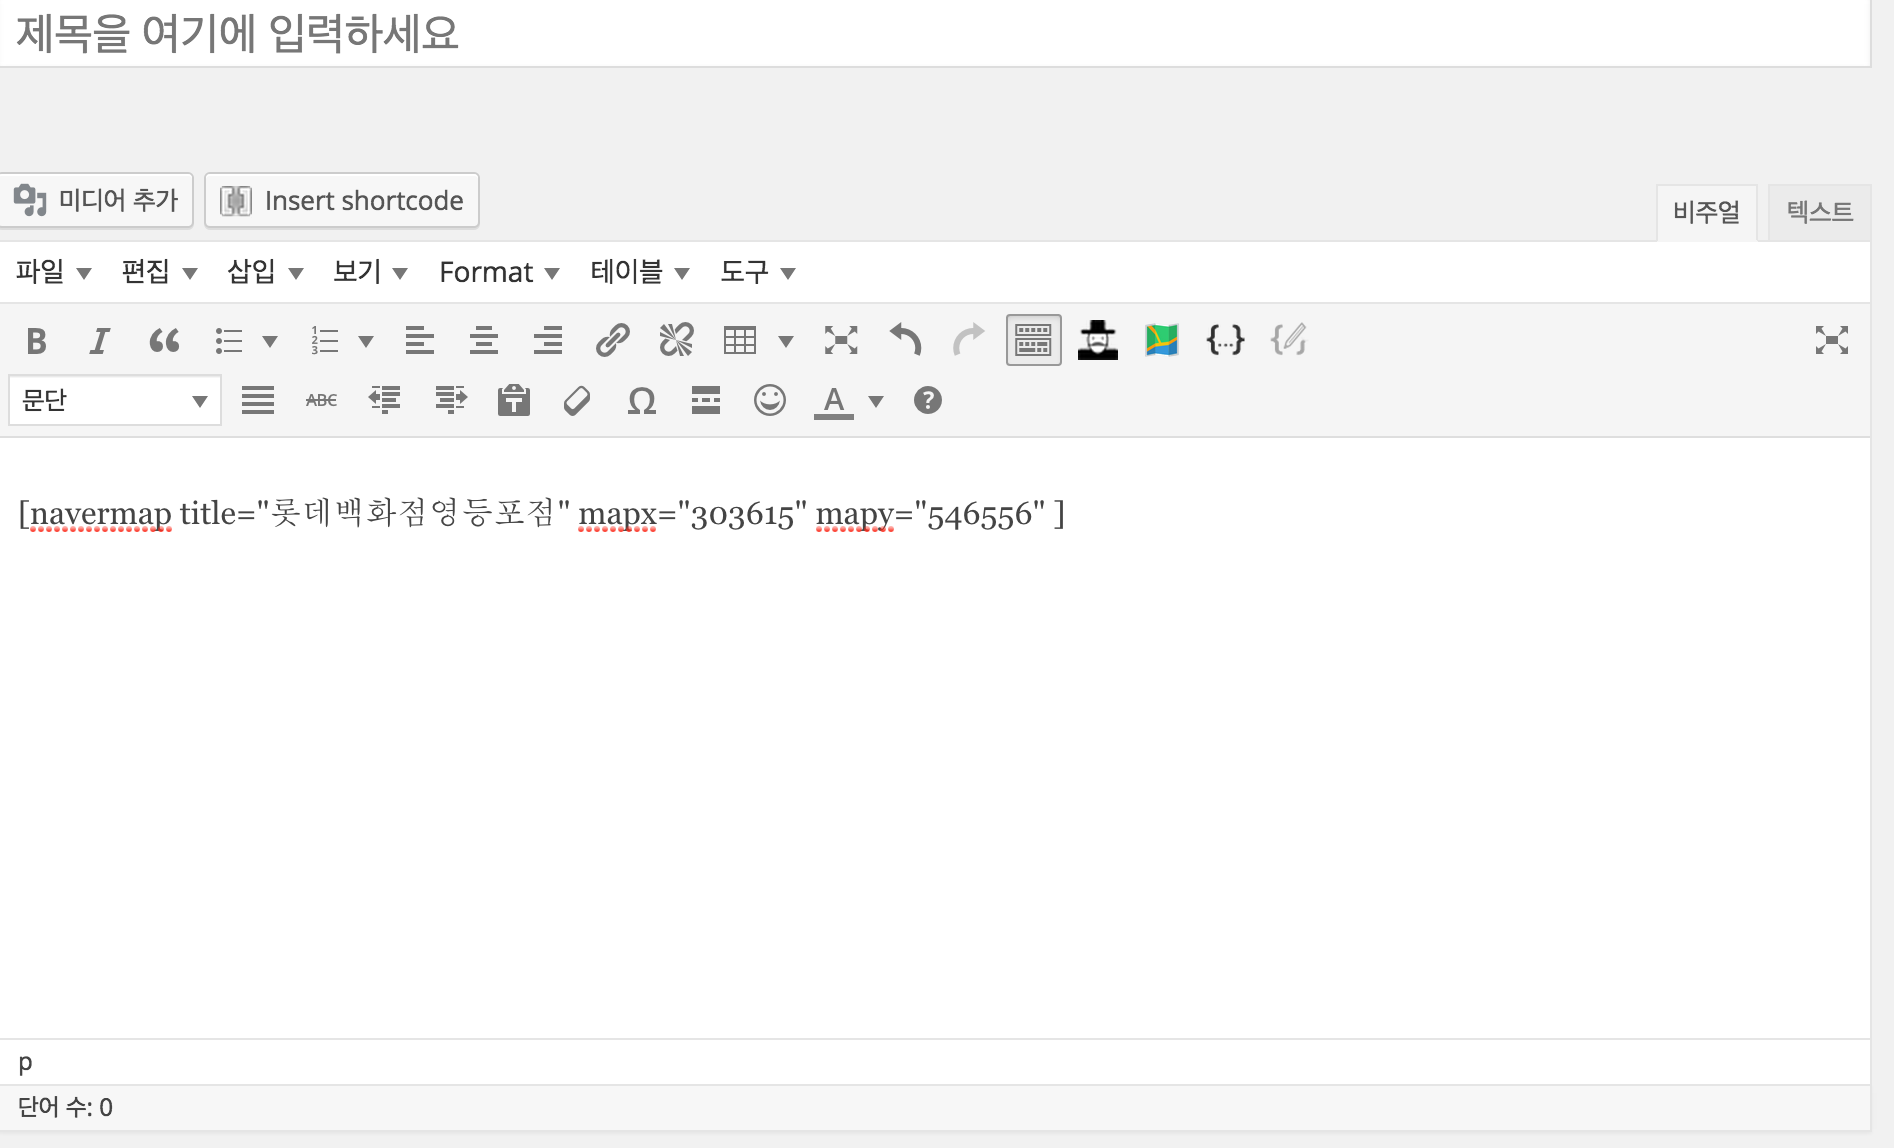 제목을 여기에 입력하세요
미디어 추가 Insert shortcode
비주얼 텍스트
파일 편집 삽입 보기 Format 테이블 도구
B I
문단 ABC Ω A ?
[navermap title="롯데백화점영등포점" mapx="303615" mapy="546556" ]
p
단어 수: 0